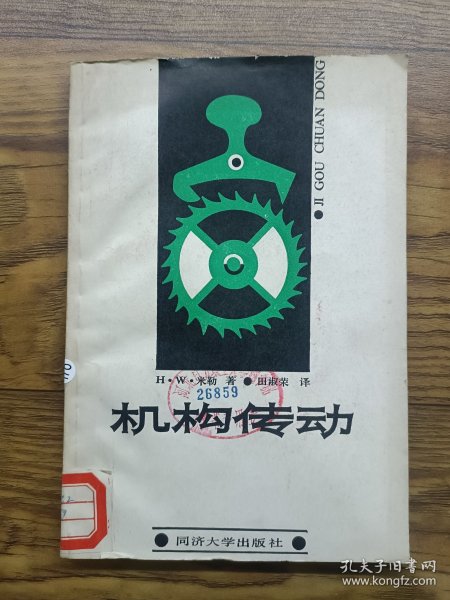 JI GOU CHUAN DONG
H·W·米勒 著 ● 田淑荣 译
26859
机构传动
同济大学出版社
孔夫子旧书网
www.kongfz.com